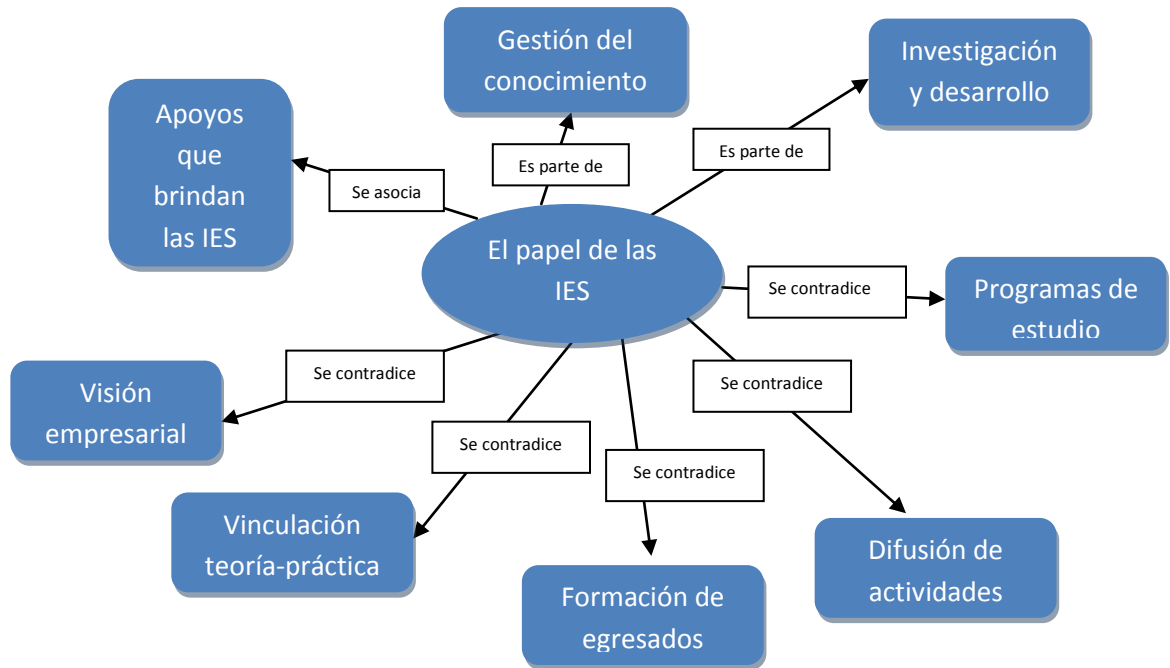 Gestión del
conocimiento
Investigación
y desarrollo
Apoyos
que
brindan
las IES
Es parte de
Es parte de
Se asocia
El papel de las
IES
Se contradice
Programas de
estudio
Se contradice
Se contradice
Visión
empresarial
Se contradice
Se contradice
Vinculación
teoría-práctica
Difusión de
actividades
Formación de
egresados